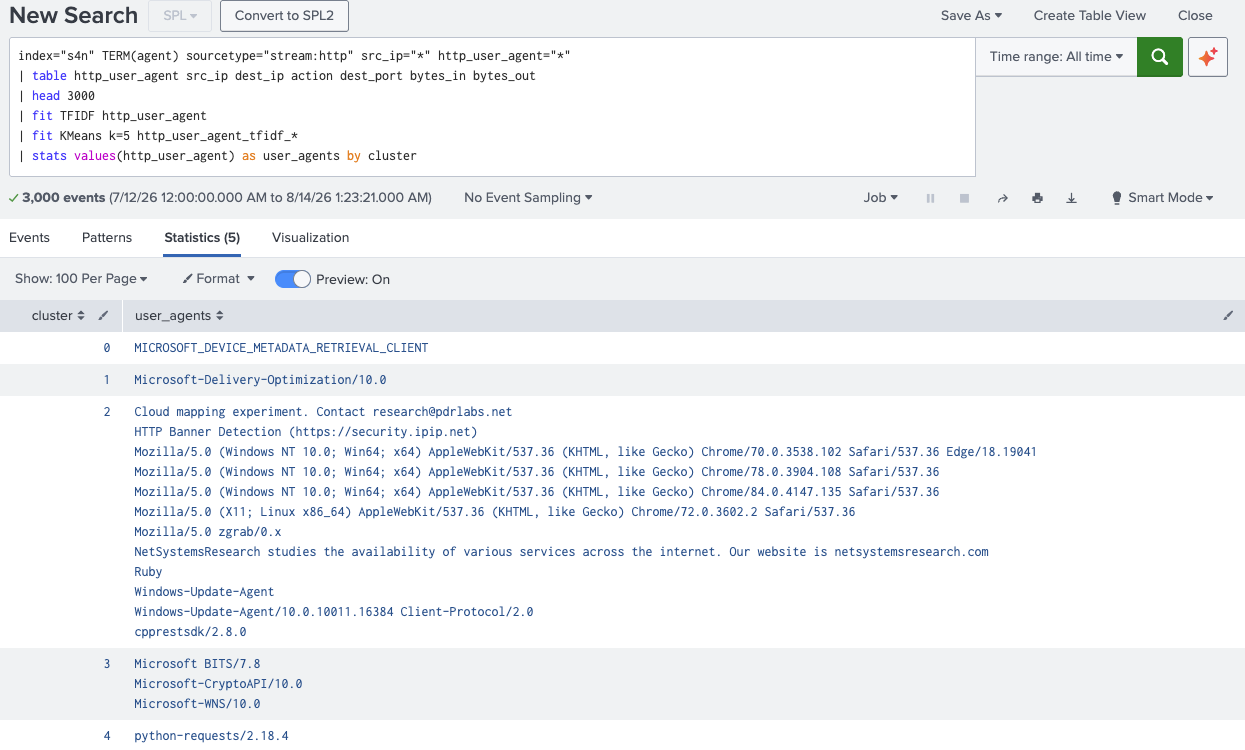 New Search
SPL
Convert to SPL2
Save As
Create Table View
Close
index="s4n" TERM(agent) sourcetype="stream:http" src_ip="*" http_user_agent="*"
| table http_user_agent src_ip dest_ip action dest_port bytes_in bytes_out
| head 3000
| fit TFIDF http_user_agent
| fit KMeans k=5 http_user_agent_tfidf_*
| stats values(http_user_agent) as user_agents by cluster
Time range: All time
3,000 events (7/12/26 12:00:00.000 AM to 8/14/26 1:23:21.000 AM)
No Event Sampling
Job
Smart Mode
Events
Patterns
Statistics (5)
Visualization
Show: 100 Per Page
Format
Preview: On
cluster
user_agents
0
MICROSOFT_DEVICE_METADATA_RETRIEVAL_CLIENT
1
Microsoft-Delivery-Optimization/10.0
2
Cloud mapping experiment. Contact research@pdrlabs.net
HTTP Banner Detection (https://security.ipip.net)
Mozilla/5.0 (Windows NT 10.0; Win64; x64) AppleWebKit/537.36 (KHTML, like Gecko) Chrome/70.0.3538.102 Safari/537.36 Edge/18.19041
Mozilla/5.0 (Windows NT 10.0; Win64; x64) AppleWebKit/537.36 (KHTML, like Gecko) Chrome/78.0.3904.108 Safari/537.36
Mozilla/5.0 (Windows NT 10.0; Win64; x64) AppleWebKit/537.36 (KHTML, like Gecko) Chrome/84.0.4147.135 Safari/537.36
Mozilla/5.0 (X11; Linux x86_64) AppleWebKit/537.36 (KHTML, like Gecko) Chrome/72.0.3602.2 Safari/537.36
Mozilla/5.0 zgrab/0.x
NetSystemsResearch studies the availability of various services across the internet. Our website is netsystemsresearch.com
Ruby
Windows-Update-Agent
Windows-Update-Agent/10.0.10011.16384 Client-Protocol/2.0
cpprestsdk/2.8.0
3
Microsoft BITS/7.8
Microsoft-CryptoAPI/10.0
Microsoft-WNS/10.0
4
python-requests/2.18.4